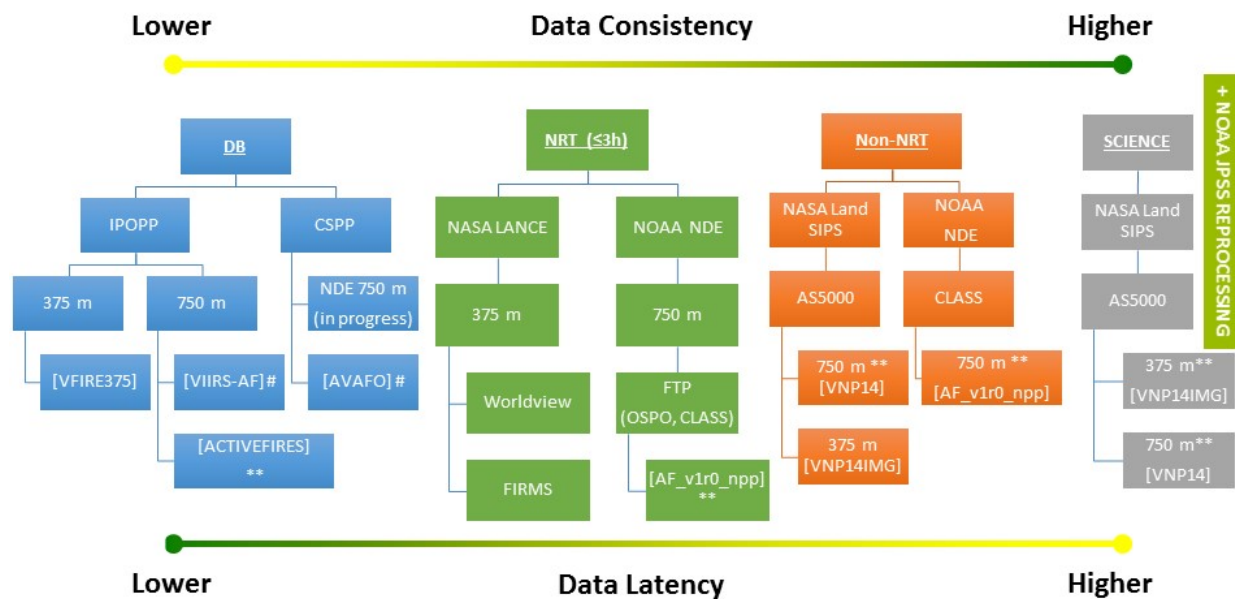 Lower
Data Consistency
Higher
DB
IPOPP
CSPP
375 m
750 m
NDE 750 m
(in progress)
[VFIRE375]
[VIIRS-AF] #
[AVAFO] #
[ACTIVEFIRES]
**
NRT (≤3h)
NASA LANCE
NOAA NDE
375 m
750 m
Worldview
FTP
(OSPO, CLASS)
FIRMS
[AF_v1r0_npp]
**
Non-NRT
NASA Land
SIPS
NOAA
NDE
AS5000
CLASS
750 m **
[VNP14]
750 m **
[AF_v1r0_npp]
375 m
[VNP14IMG]
SCIENCE
NASA Land
SIPS
AS5000
375 m**
[VNP14IMG]
750 m**
[VNP14]
+ NOAA JPSS REPROCESSING
Lower
Data Latency
Higher